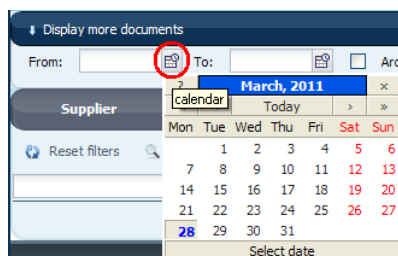 Display more documents
From: To: Arc
? March, 2011 ×
calendar
Supplier Today › »
Mon Tue Wed Thu Fri Sat Sun
Reset filters 1 2 3 4 5 6
7 8 9 10 11 12 13
14 15 16 17 18 19 20
21 22 23 24 25 26 27
28 29 30 31
Select date